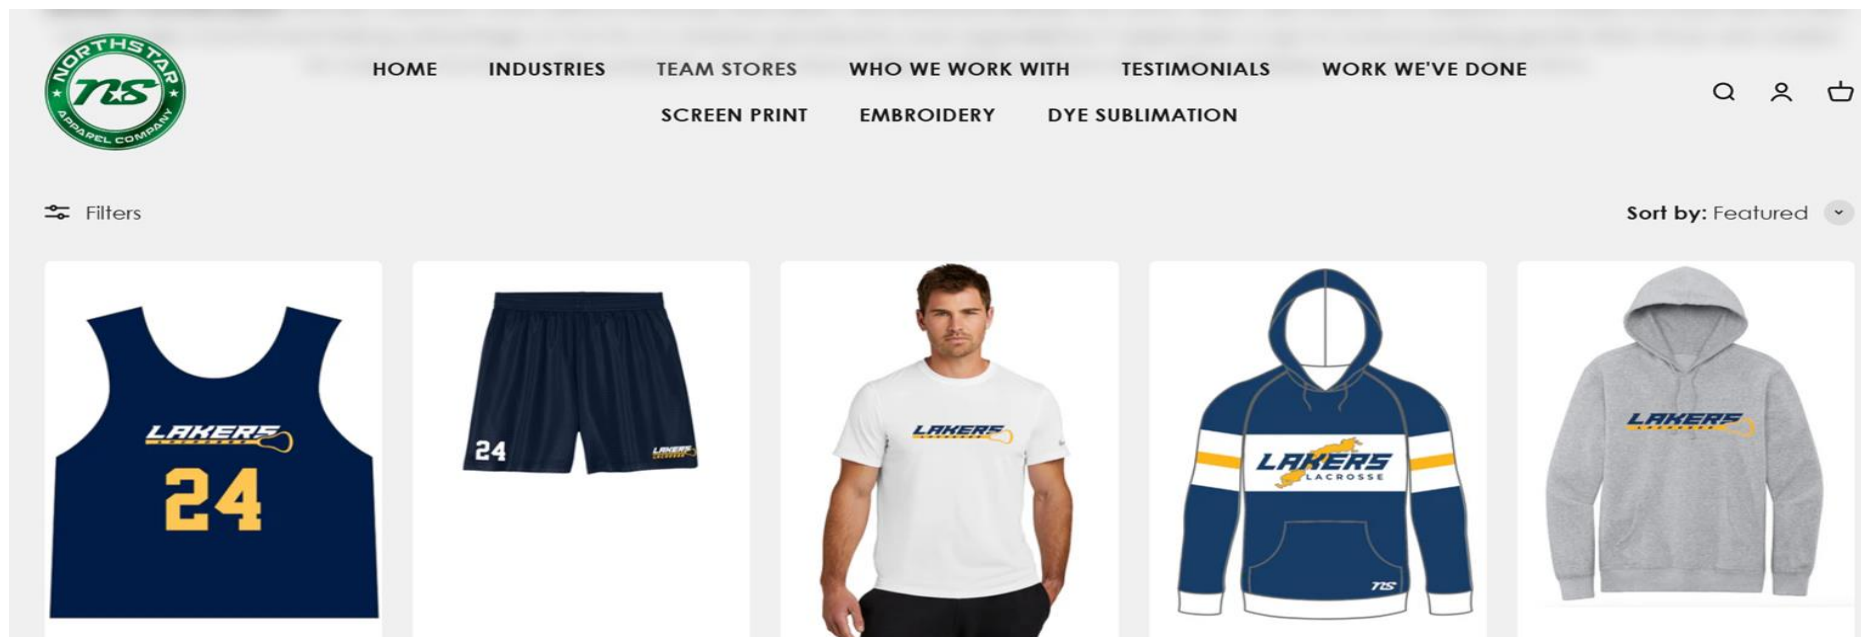 NORTHSTAR
ns
APPAREL COMPANY
HOME INDUSTRIES TEAM STORES WHO WE WORK WITH TESTIMONIALS WORK WE'VE DONE
SCREEN PRINT EMBROIDERY DYE SUBLIMATION
Filters
Sort by: Featured
LAKERS
24
24
LAKERS
LAKERS
LAKERS
LACROSSE
ns
LAKERS